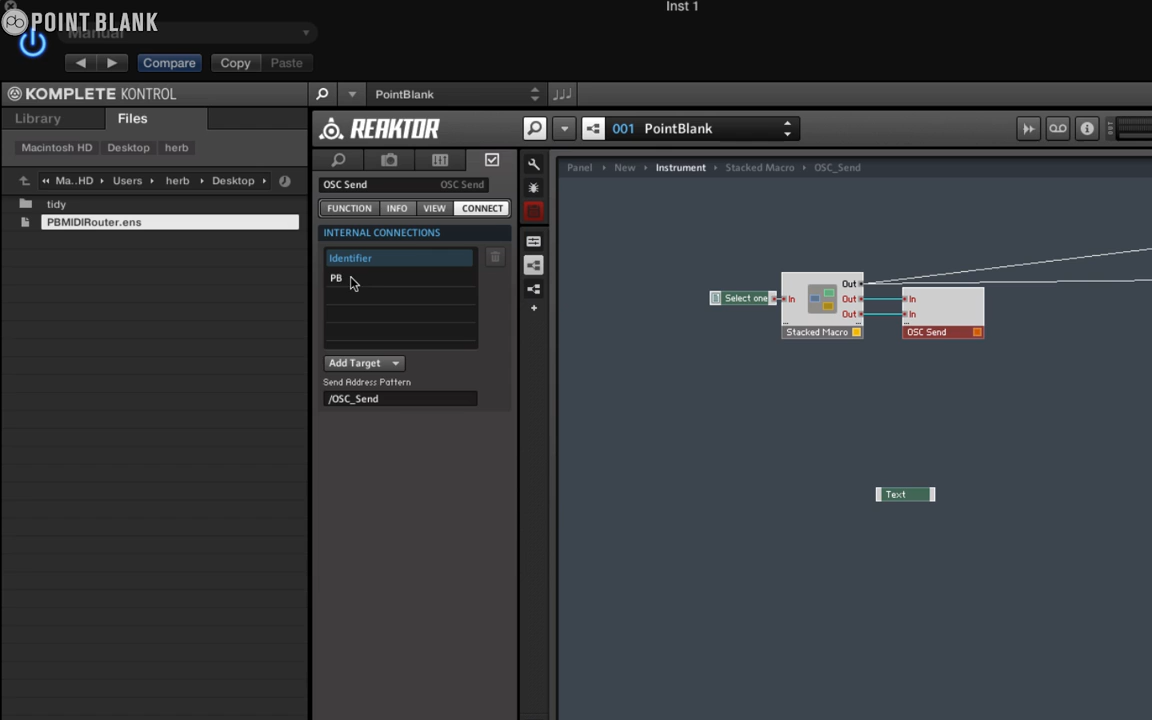 Inst 1
POINT BLANK
Manual
Compare
Copy
Paste
KOMPLETE KONTROL
PointBlank
Library
Files
REAKTOR
001 PointBlank
Macintosh HD
Desktop
herb
Ma..HD
Users
herb
Desktop
OSC Send
OSC Send
Panel
New
Instrument
Stacked Macro
OSC_Send
tidy
FUNCTION
INFO
VIEW
CONNECT
PBMIDIRouter.ens
INTERNAL CONNECTIONS
Identifier
PB
Out
Select one
In
Out
In
Out
In
Stacked Macro
OSC Send
Add Target
Send Address Pattern
/OSC_Send
Text